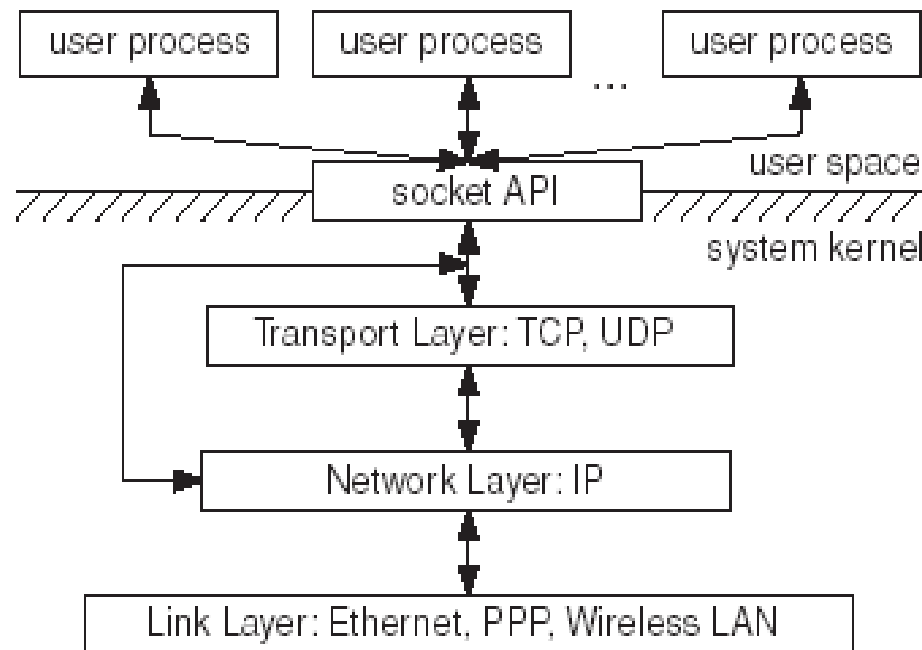 user process
user process
user process
...
user space
socket API
system kernel
Transport Layer: TCP, UDP
Network Layer: IP
Link Layer: Ethernet, PPP, Wireless LAN